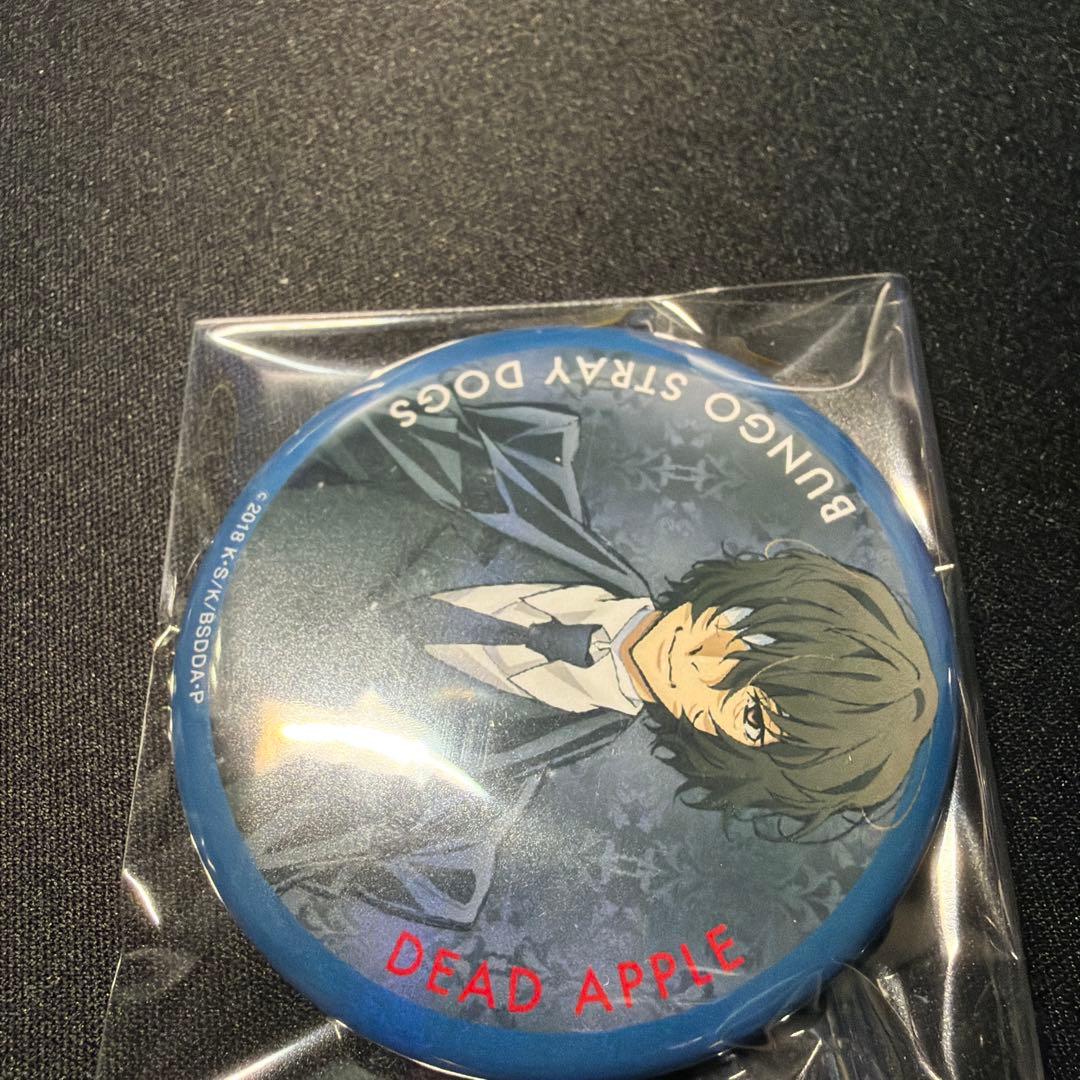 BUNGO STRAY DOGS
DEAD APPLE
©2018 K・S/K/BSDDA・P